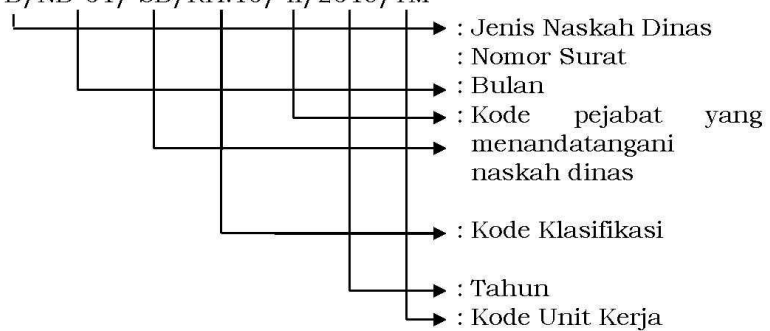 : Jenis Naskah Dinas
: Nomor Surat
: Bulan
: Kode pejabat yang
menandatangani
naskah dinas
: Kode Klasifikasi
: Tahun
: Kode Unit Kerja